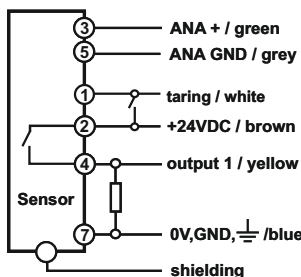 3 ANA + / green
5 ANA GND / grey
1 taring / white
2 +24VDC / brown
4 output 1 / yellow
Sensor
7 0V,GND, /blue
shielding